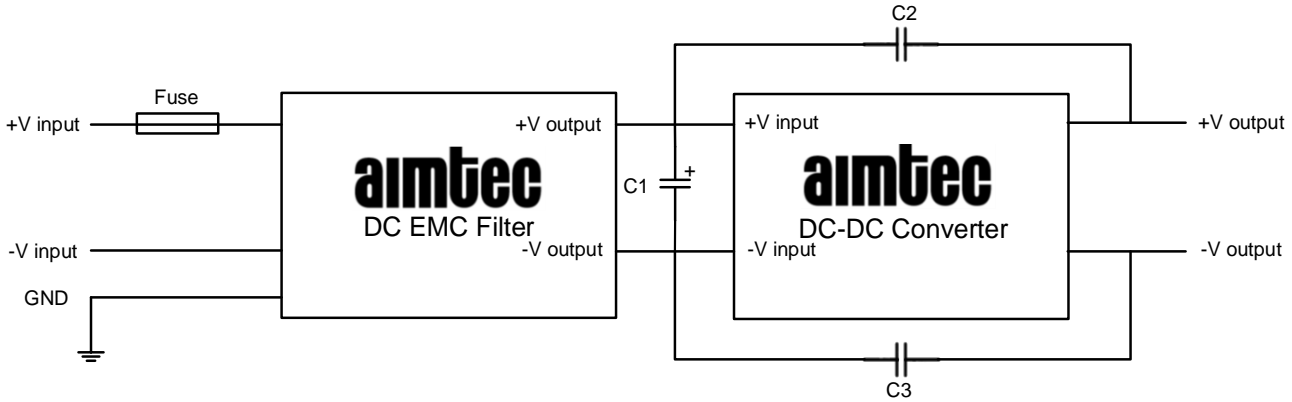 C2
Fuse
+V input
+V output
+V input
+V output
aimtec
aimtec
C1
+
DC EMC Filter
DC-DC Converter
-V input
-V output
-V input
-V output
GND
C3